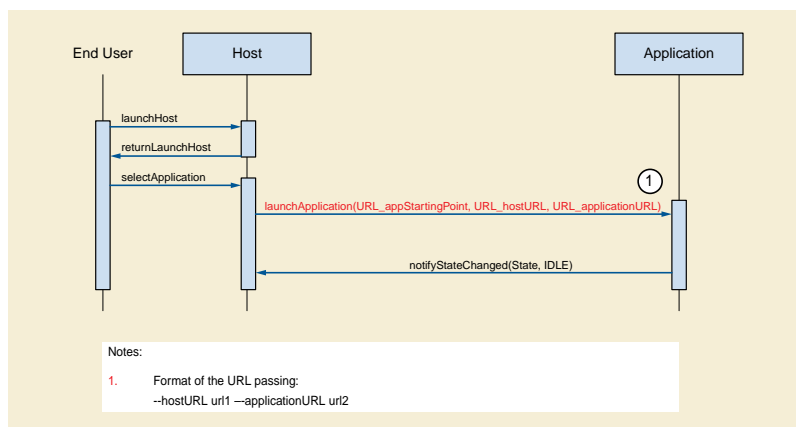 End User
Host
Application
launchHost
returnLaunchHost
selectApplication
1
launchApplication(URL_appStartingPoint, URL_hostURL, URL_applicationURL)
notifyStateChanged(State, IDLE)
Notes:
1. Format of the URL passing:
--hostURL url1 –-applicationURL url2